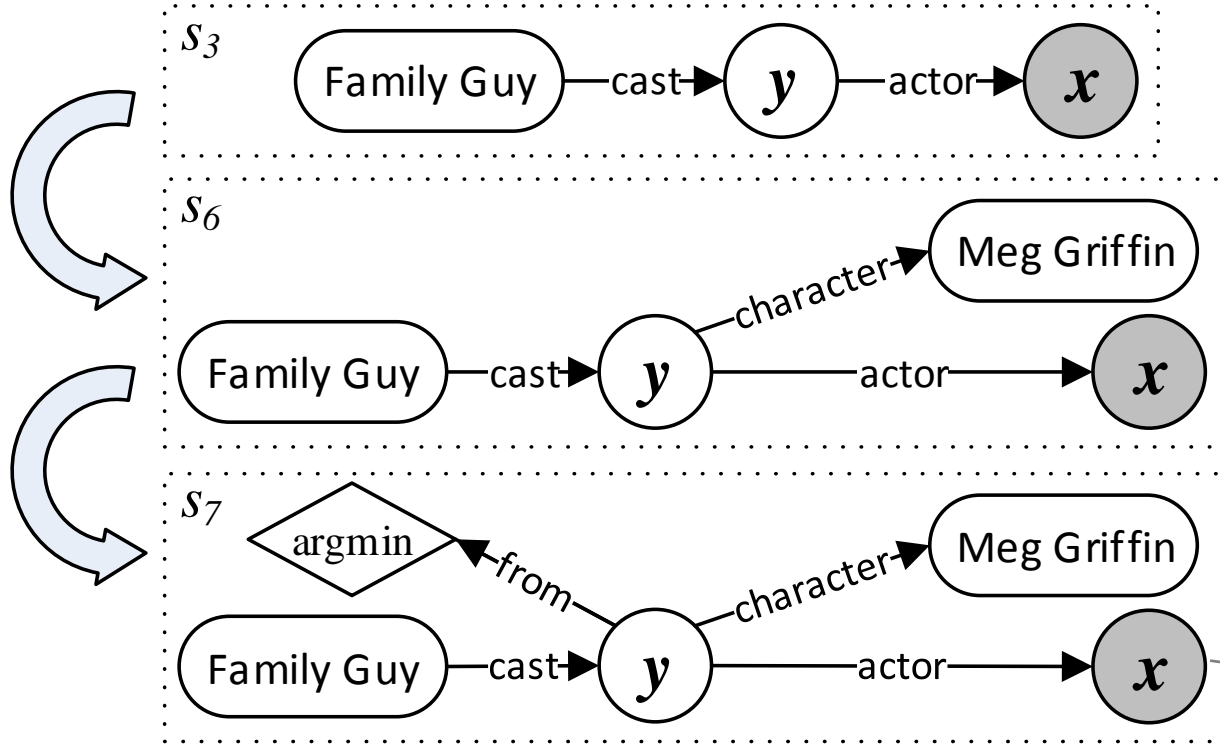 s3
Family Guy cast y actor x
s6
Meg Griffin
character
Family Guy cast y actor x
s7
argmin from character Meg Griffin
Family Guy cast y actor x